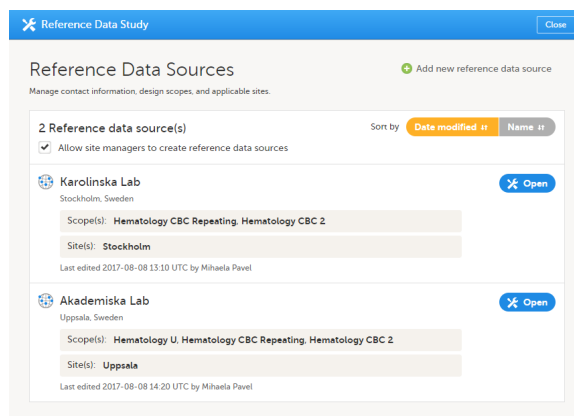 Reference Data Study
Close
Reference Data Sources
Add new reference data source
Manage contact information, design scopes, and applicable sites.
2 Reference data source(s)
Sort by Date modified Name
Allow site managers to create reference data sources
Karolinska Lab
Open
Stockholm, Sweden
Scope(s): Hematology CBC Repeating, Hematology CBC 2
Site(s): Stockholm
Last edited 2017-08-08 13:10 UTC by Mihaela Pavel
Akademiska Lab
Open
Uppsala, Sweden
Scope(s): Hematology U, Hematology CBC Repeating, Hematology CBC 2
Site(s): Uppsala
Last edited 2017-08-08 14:20 UTC by Mihaela Pavel